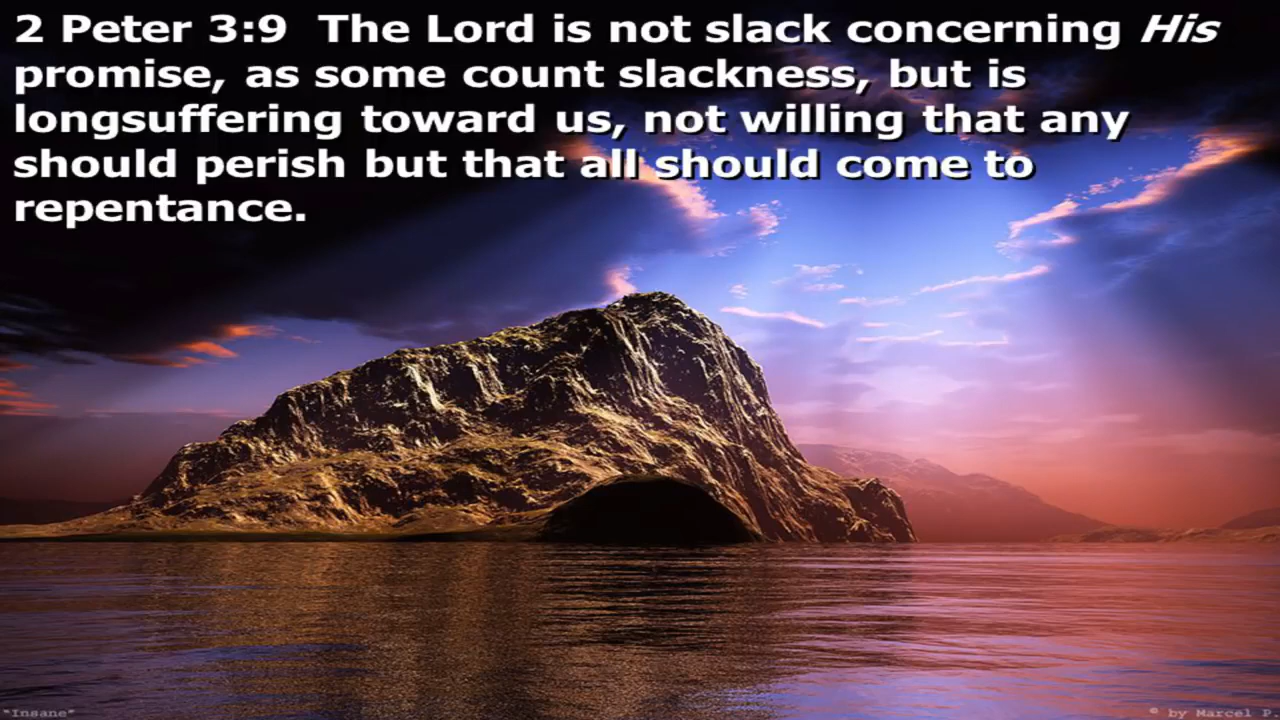 2 Peter 3:9  The Lord is not slack concerning His
promise, as some count slackness, but is
longsuffering toward us, not willing that any
should perish but that all should come to
repentance.
"Insane"
© by Marcel P.